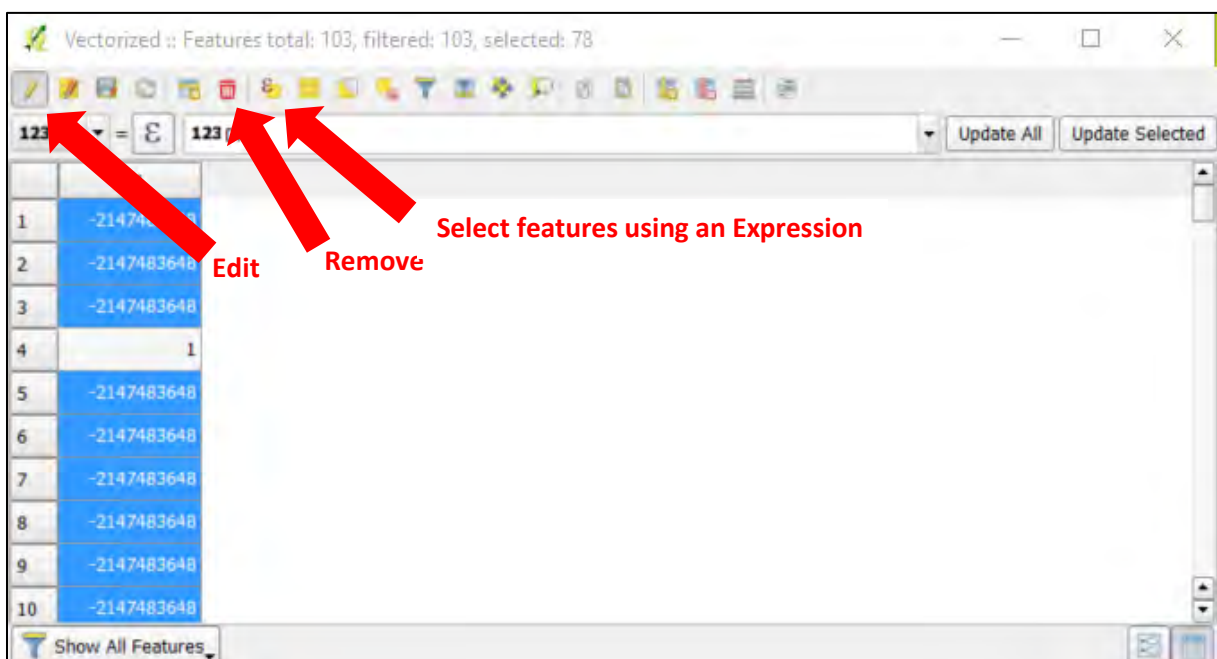 Vectorized :: Features total: 103, filtered: 103, selected: 78
123 = ε 123 Update All Update Selected
1 -2147483648
2 -2147483648
3 -2147483648
4 1
5 -2147483648
6 -2147483648
7 -2147483648
8 -2147483648
9 -2147483648
10 -2147483648
Select features using an Expression
Edit
Remove
Show All Features